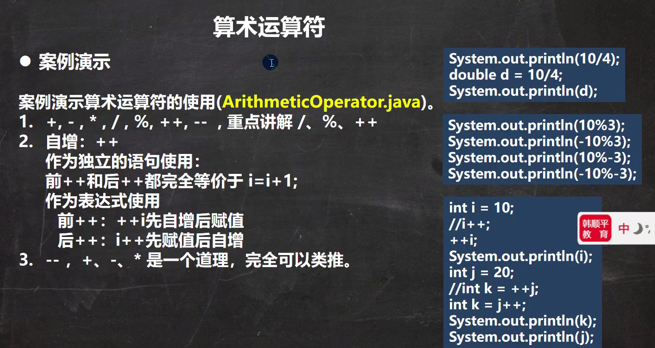 算术运算符
● 案例演示
案例演示算术运算符的使用(ArithmeticOperator.java)。
1. +, - , * , / , %, ++, -- , 重点讲解 /、%、++
2. 自增：++
作为独立的语句使用：
前++和后++都完全等价于 i=i+1;
作为表达式使用
前++：++i先自增后赋值
后++：i++先赋值后自增
3. -- ，+、-、* 是一个道理，完全可以类推。
System.out.println(10/4);
double d = 10/4;
System.out.println(d);
System.out.println(10%3);
System.out.println(-10%3);
System.out.println(10%-3);
System.out.println(-10%-3);
int i = 10;
//i++;
++i;
System.out.println(i);
int j = 20;
//int k = ++j;
int k = j++;
System.out.println(k);
System.out.println(j);
韩顺平
教育
中